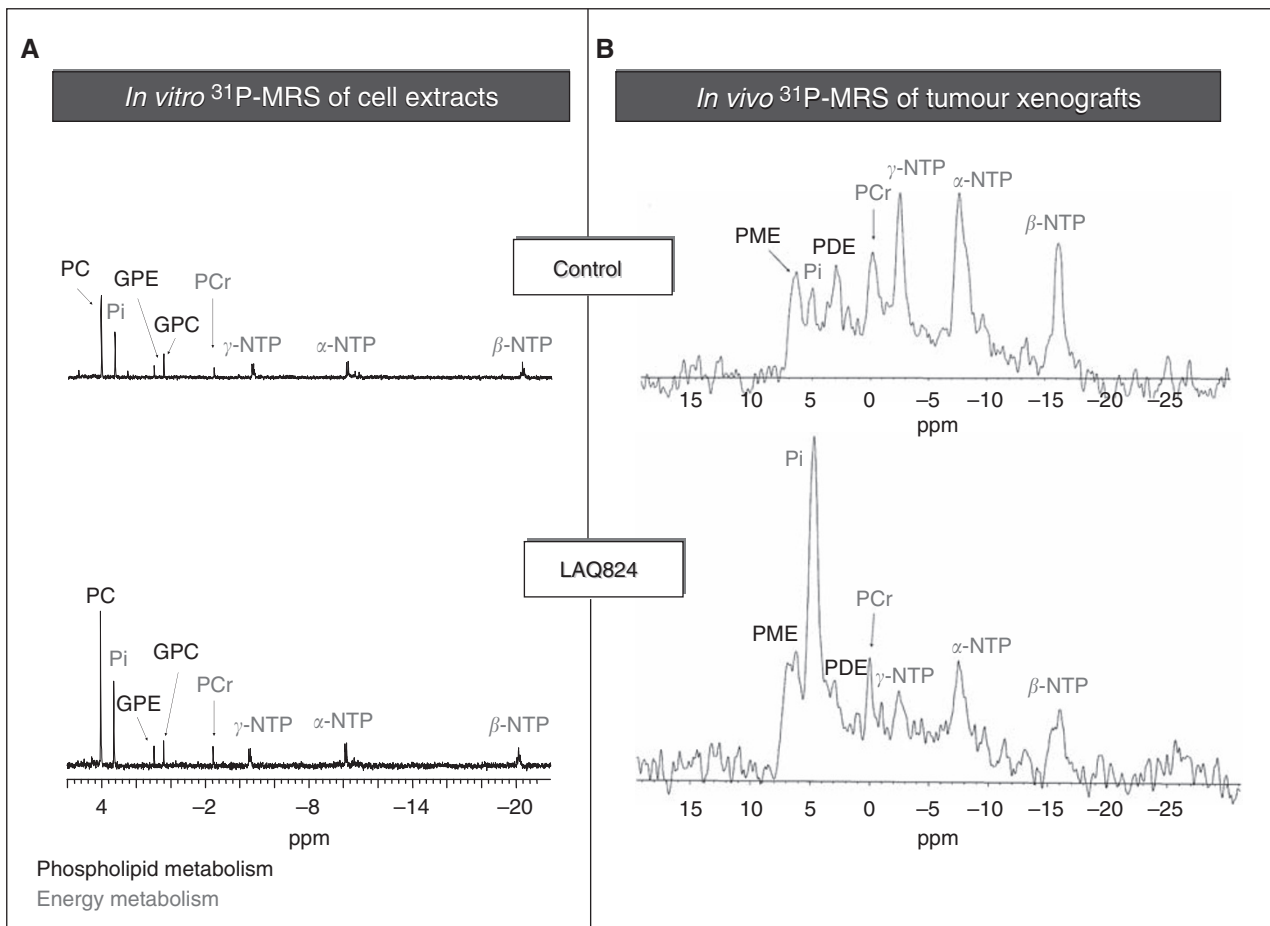 A
B
In vitro ³¹P-MRS of cell extracts
In vivo ³¹P-MRS of tumour xenografts
PC
Pi
GPE
GPC
PCr
γ-NTP
α-NTP
β-NTP
Control
PME
Pi
PDE
PCr
γ-NTP
α-NTP
β-NTP
15 10 5 0 –5 –10 –15 –20 –25
ppm
LAQ824
PC
Pi
GPE
GPC
PCr
γ-NTP
α-NTP
β-NTP
4 –2 –8 –14 –20
ppm
PME
Pi
PDE
PCr
γ-NTP
α-NTP
β-NTP
15 10 5 0 –5 –10 –15 –20 –25
ppm
Phospholipid metabolism
Energy metabolism